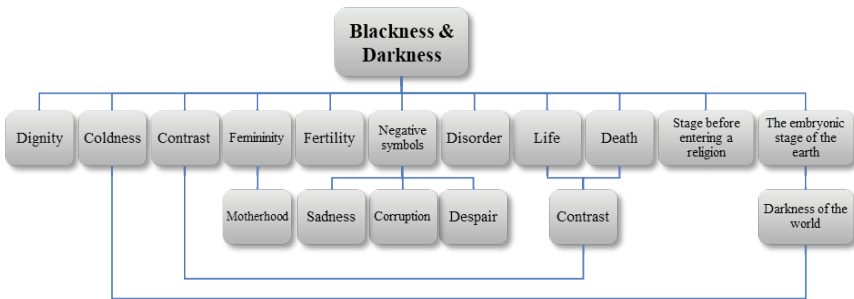 Blackness &
Darkness
Dignity
Coldness
Contrast
Femininity
Fertility
Negative
symbols
Disorder
Life
Death
Stage before
entering a
religion
The embryonic
stage of the
earth
Motherhood
Sadness
Corruption
Despair
Contrast
Darkness of the
world